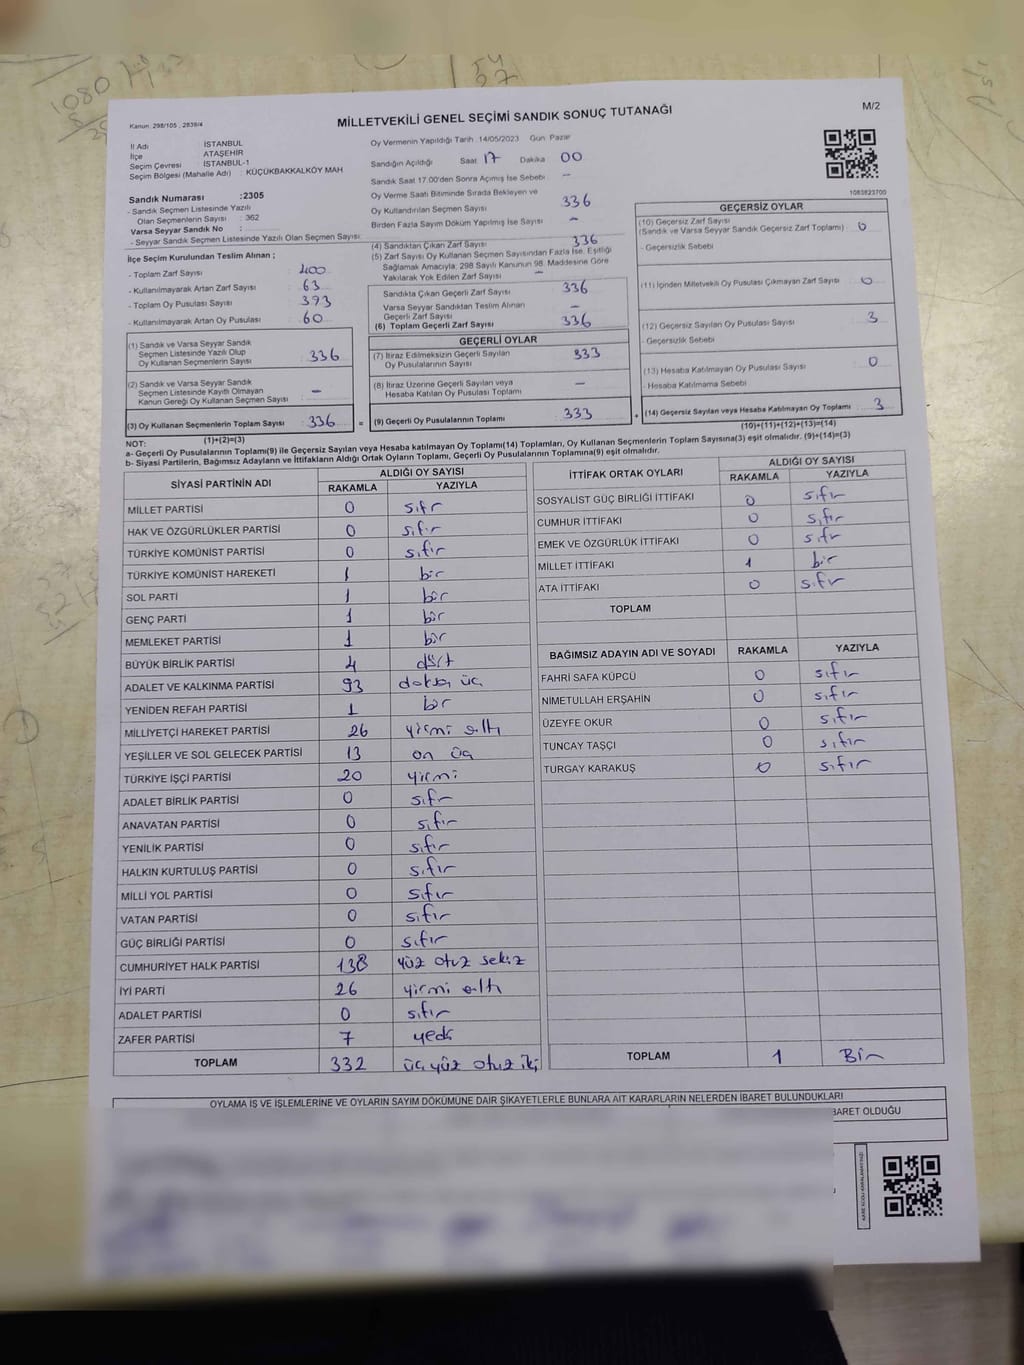 Kanun: 298/105 , 2839/4
MİLLETVEKİLİ GENEL SEÇİMİ SANDIK SONUÇ TUTANAĞI
M/2
İl Adı İSTANBUL
İlçe ATAŞEHİR
Seçim Çevresi İSTANBUL-1
Seçim Bölgesi (Mahalle Adı) : KÜÇÜKBAKKALKÖY MAH
Sandık Numarası :2305
- Sandık Seçmen Listesinde Yazılı
Olan Seçmenlerin Sayısı : 362
Varsa Seyyar Sandık No :
- Seyyar Sandık Seçmen Listesinde Yazılı Olan Seçmen Sayısı:
İlçe Seçim Kurulundan Teslim Alınan ;
- Toplam Zarf Sayısı : 400
- Kullanılmayarak Artan Zarf Sayısı : 63
- Toplam Oy Pusulası Sayısı : 393
- Kullanılmayarak Artan Oy Pusulası : 60
(1) Sandık ve Varsa Seyyar Sandık
Seçmen Listesinde Yazılı Olup
Oy Kullanan Seçmenlerin Sayısı : 336
(2) Sandık ve Varsa Seyyar Sandık
Seçmen Listesinde Kayıtlı Olmayan
Kanun Gereği Oy Kullanan Seçmen Sayısı : -
(3) Oy Kullanan Seçmenlerin Toplam Sayısı : 336
(1)+(2)=(3)
Oy Vermenin Yapıldığı Tarih :14/05/2023 Gün: Pazar
Sandığın Açıldığı Saat 17 Dakika 00
Sandık Saat 17.00'den Sonra Açılmış İse Sebebi : -
Oy Verme Saati Bitiminde Sırada Bekleyen ve
Oy Kullandırılan Seçmen Sayısı 336
Birden Fazla Sayım Döküm Yapılmış İse Sayısı -
(4) Sandıktan Çıkan Zarf Sayısı 336
(5) Zarf Sayısı Oy Kullanan Seçmen Sayısından Fazla İse, Eşitliği
Sağlamak Amacıyla; 298 Sayılı Kanunun 98. Maddesine Göre
Yakılarak Yok Edilen Zarf Sayısı : -
Sandıkta Çıkan Geçerli Zarf Sayısı 336
Varsa Seyyar Sandıktan Teslim Alınan
Geçerli Zarf Sayısı -
(6) Toplam Geçerli Zarf Sayısı 336
GEÇERLİ OYLAR
(7) İtiraz Edilmeksizin Geçerli Sayılan
Oy Pusulalarının Sayısı 333
(8) İtiraz Üzerine Geçerli Sayılan veya
Hesaba Katılan Oy Pusulası Toplamı -
= (9) Geçerli Oy Pusulalarının Toplamı 333
1083823700
GEÇERSİZ OYLAR
(10) Geçersiz Zarf Sayısı
(Sandık ve Varsa Seyyar Sandık Geçersiz Zarf Toplamı) : 0
- Geçersizlik Sebebi
(11) İçinden Milletvekili Oy Pusulası Çıkmayan Zarf Sayısı : 0
(12) Geçersiz Sayılan Oy Pusulası Sayısı : 3
- Geçersizlik Sebebi
(13) Hesaba Katılmayan Oy Pusulası Sayısı : 0
- Hesaba Katılmama Sebebi
+ (14) Geçersiz Sayılan veya Hesaba Katılmayan Oy Toplamı : 3
(10)+(11)+(12)+(13)=(14)
NOT:
a- Geçerli Oy Pusulalarının Toplamı(9) ile Geçersiz Sayılan veya Hesaba katılmayan Oy Toplamı(14) Toplamları, Oy Kullanan Seçmenlerin Toplam Sayısına(3) eşit olmalıdır. (9)+(14)=(3)
b- Siyasi Partilerin, Bağımsız Adayların ve İttifakların Aldığı Ortak Oyların Toplamı, Geçerli Oy Pusulalarının Toplamına(9) eşit olmalıdır.
SİYASİ PARTİNİN ADI ALDIĞI OY SAYISI
RAKAMLA YAZIYLA
MİLLET PARTİSİ 0 sıfır
HAK VE ÖZGÜRLÜKLER PARTİSİ 0 sıfır
TÜRKİYE KOMÜNİST PARTİSİ 0 sıfır
TÜRKİYE KOMÜNİST HAREKETİ 1 bir
SOL PARTİ 1 bir
GENÇ PARTİ 1 bir
MEMLEKET PARTİSİ 1 bir
BÜYÜK BİRLİK PARTİSİ 4 dört
ADALET VE KALKINMA PARTİSİ 93 doksan üç
YENİDEN REFAH PARTİSİ 1 bir
MİLLİYETÇİ HAREKET PARTİSİ 26 yirmi altı
YEŞİLLER VE SOL GELECEK PARTİSİ 13 on üç
TÜRKİYE İŞÇİ PARTİSİ 20 yirmi
ADALET BİRLİK PARTİSİ 0 sıfır
ANAVATAN PARTİSİ 0 sıfır
YENİLİK PARTİSİ 0 sıfır
HALKIN KURTULUŞ PARTİSİ 0 sıfır
MİLLİ YOL PARTİSİ 0 sıfır
VATAN PARTİSİ 0 sıfır
GÜÇ BİRLİĞİ PARTİSİ 0 sıfır
CUMHURİYET HALK PARTİSİ 138 yüz otuz sekiz
İYİ PARTİ 26 yirmi altı
ADALET PARTİSİ 0 sıfır
ZAFER PARTİSİ 7 yedi
TOPLAM 332 üçyüz otuz iki
İTTİFAK ORTAK OYLARI ALDIĞI OY SAYISI
RAKAMLA YAZIYLA
SOSYALİST GÜÇ BİRLİĞİ İTTİFAKI 0 sıfır
CUMHUR İTTİFAKI 0 sıfır
EMEK VE ÖZGÜRLÜK İTTİFAKI 0 sıfır
MİLLET İTTİFAKI 1 bir
ATA İTTİFAKI 0 sıfır
TOPLAM
BAĞIMSIZ ADAYIN ADI VE SOYADI RAKAMLA YAZIYLA
FAHRİ SAFA KÜPCÜ 0 sıfır
NİMETULLAH ERŞAHİN 0 sıfır
ÜZEYFE OKUR 0 sıfır
TUNCAY TAŞÇI 0 sıfır
TURGAY KARAKUŞ 0 sıfır
TOPLAM 1 Bir
OYLAMA İŞ VE İŞLEMLERİNE VE OYLARIN SAYIM DÖKÜMÜNE DAİR ŞİKAYETLERLE BUNLARA AİT KARARLARIN NELERDEN İBARET BULUNDUKLARI
BARET OLDUĞU